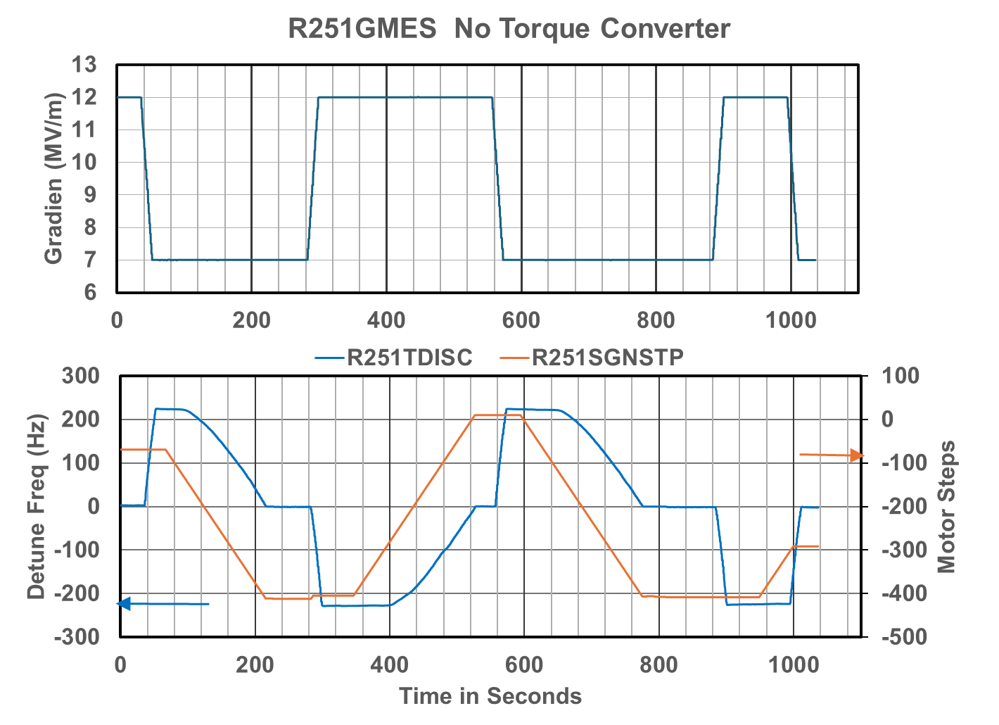 R251GMES  No Torque Converter
Gradien (MV/m)
13
12
11
10
9
8
7
6
0 200 400 600 800 1000
R251TDISC R251SGNSTP
Detune Freq (Hz)
300
200
100
0
-100
-200
-300
100
0
-100
-200
-300
-400
-500
Motor Steps
0 200 400 600 800 1000
Time in Seconds